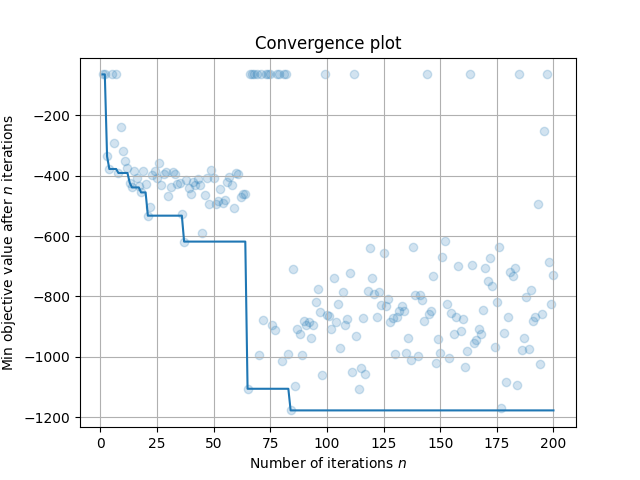 Convergence plot
Min objective value after n iterations
−200
−400
−600
−800
−1000
−1200
0 25 50 75 100 125 150 175 200
Number of iterations n